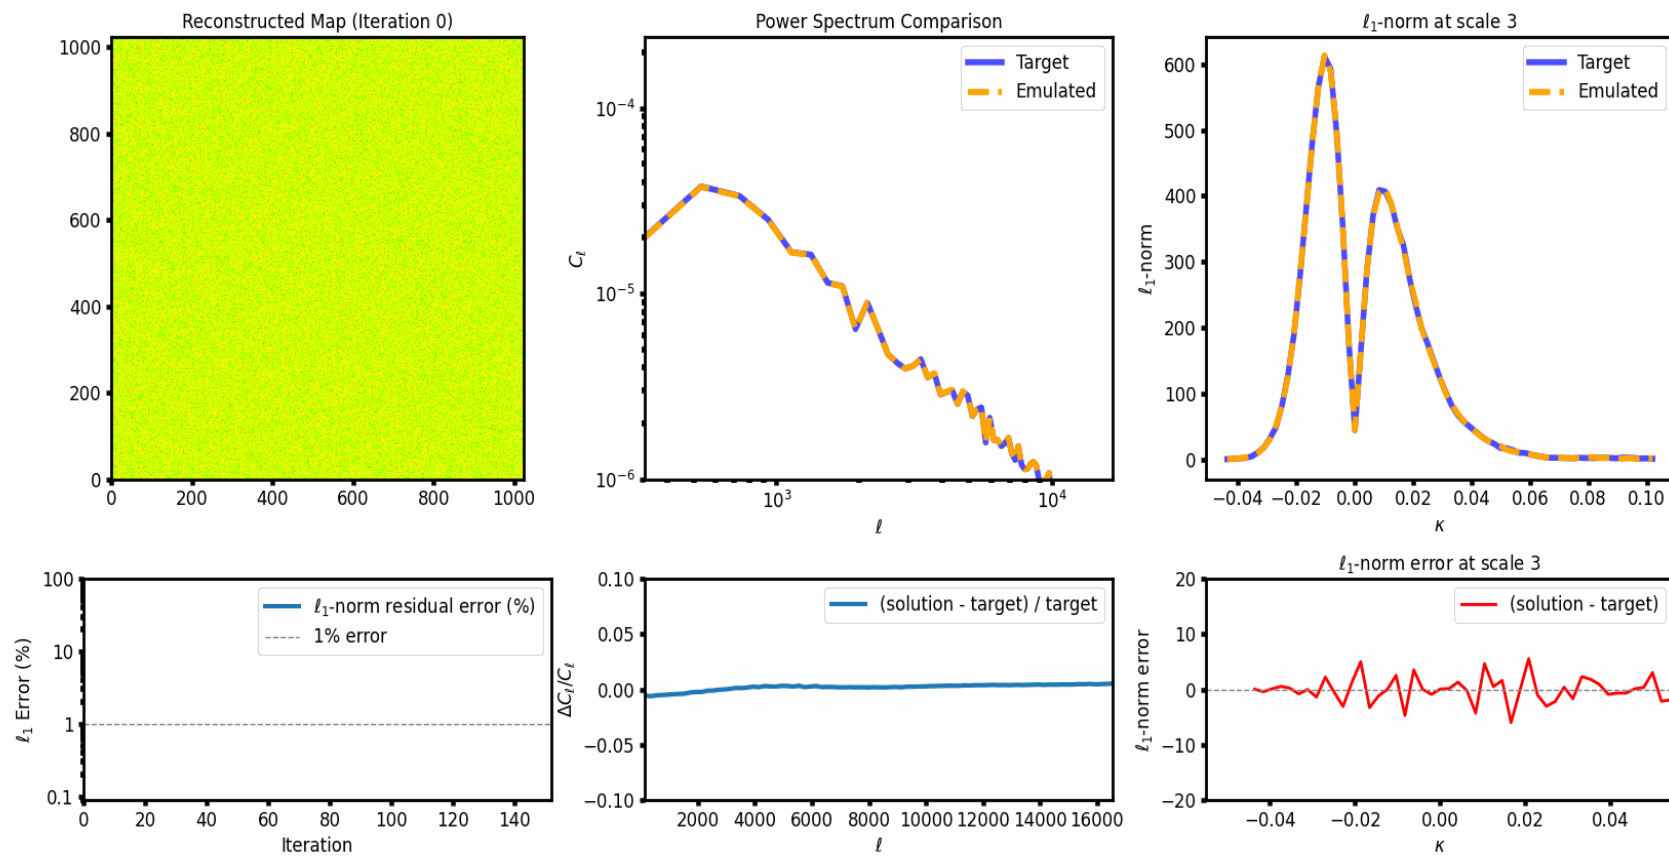 Reconstructed Map (Iteration 0)
1000
800
600
400
200
0
0 200 400 600 800 1000
Power Spectrum Comparison
Target
Emulated
10⁻⁴
10⁻⁵
10⁻⁶
Cℓ
10³ 10⁴
ℓ
ℓ₁-norm at scale 3
Target
Emulated
600
500
400
300
200
100
0
ℓ₁-norm
−0.04 −0.02 0.00 0.02 0.04 0.06 0.08 0.10
κ
ℓ₁-norm residual error (%)
1% error
100
10
1
0.1
ℓ₁ Error (%)
0 20 40 60 80 100 120 140
Iteration
(solution - target) / target
0.10
0.05
0.00
−0.05
−0.10
ΔCℓ/Cℓ
2000 4000 6000 8000 10000 12000 14000 16000
ℓ
ℓ₁-norm error at scale 3
(solution - target)
20
10
0
−10
−20
ℓ₁-norm error
−0.04 −0.02 0.00 0.02 0.04
κ